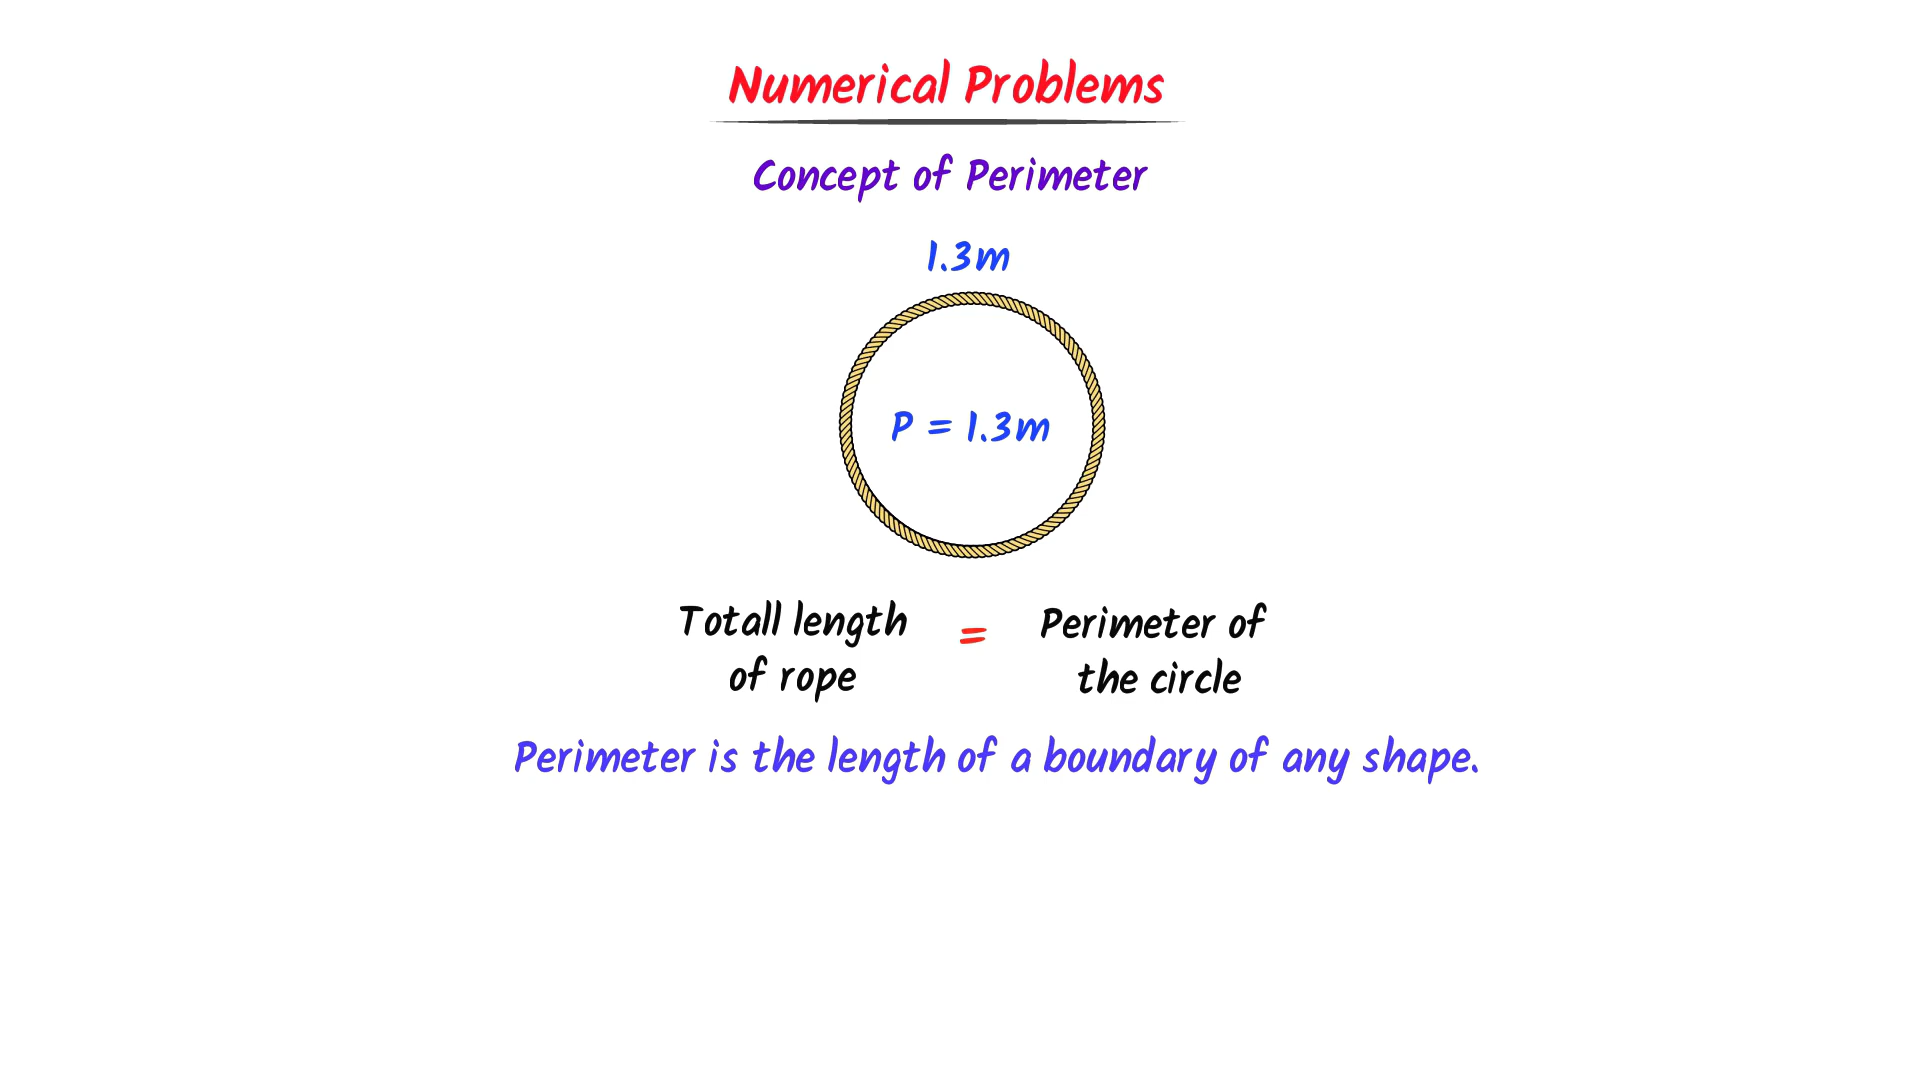 Numerical Problems
Concept of Perimeter
1.3m
P = 1.3m
Totall length
of rope
=
Perimeter of
the circle
Perimeter is the length of a boundary of any shape.